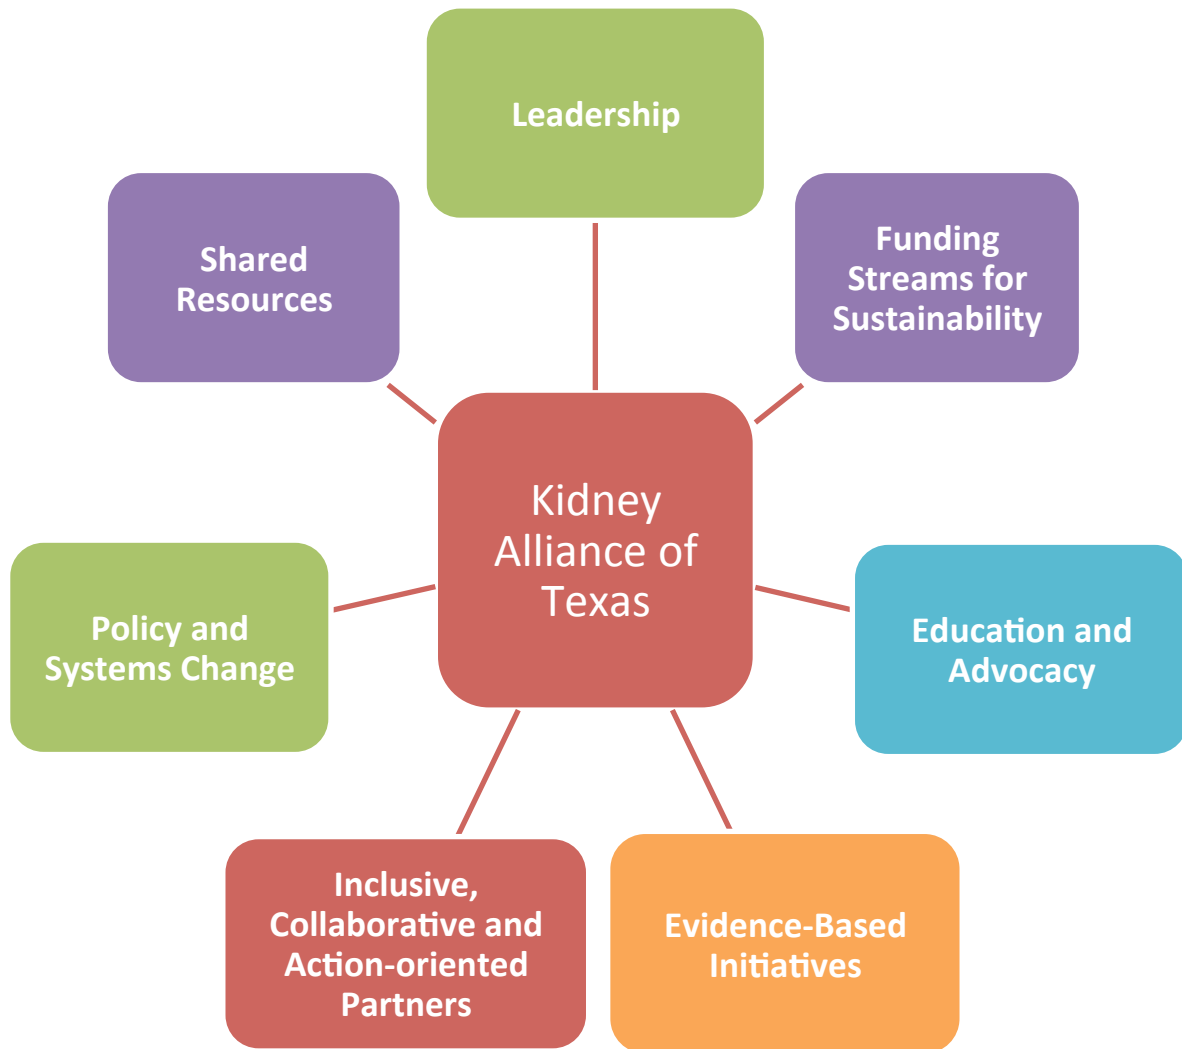 Leadership
Shared
Resources
Funding
Streams for
Sustainability
Kidney
Alliance of
Texas
Policy and
Systems Change
Education and
Advocacy
Inclusive,
Collaborative and
Action-oriented
Partners
Evidence-Based
Initiatives